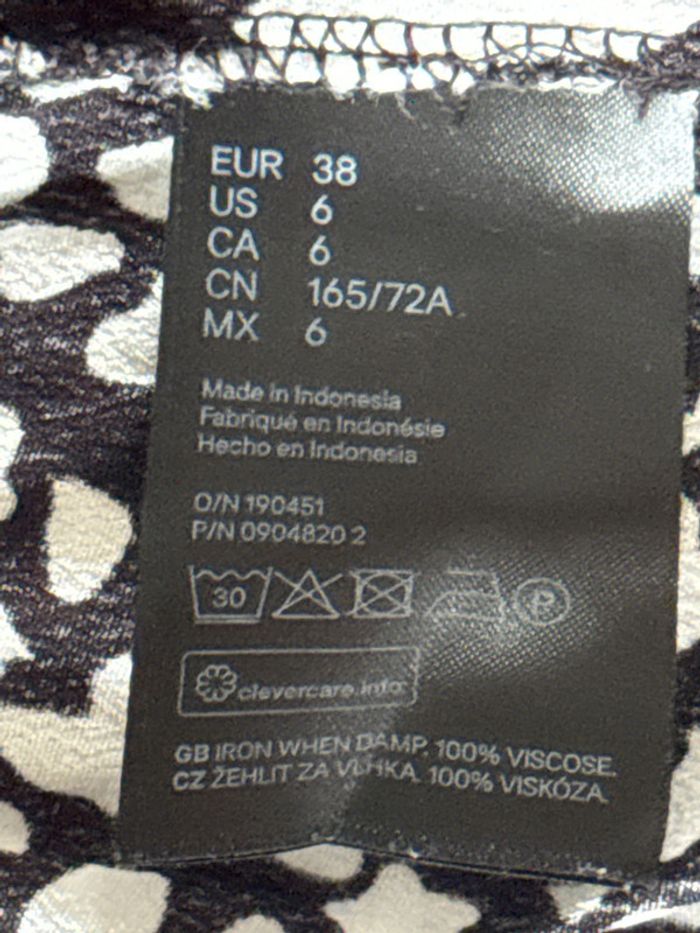 EUR 38
US 6
CA 6
CN 165/72A
MX 6
Made in Indonesia
Fabriqué en Indonésie
Hecho en Indonesia
O/N 190451
P/N 0904820 2
30 P
clevercare.info
GB IRON WHEN DAMP. 100% VISCOSE.
CZ ŽEHLIT ZA VLHKA. 100% VISKÓZA.